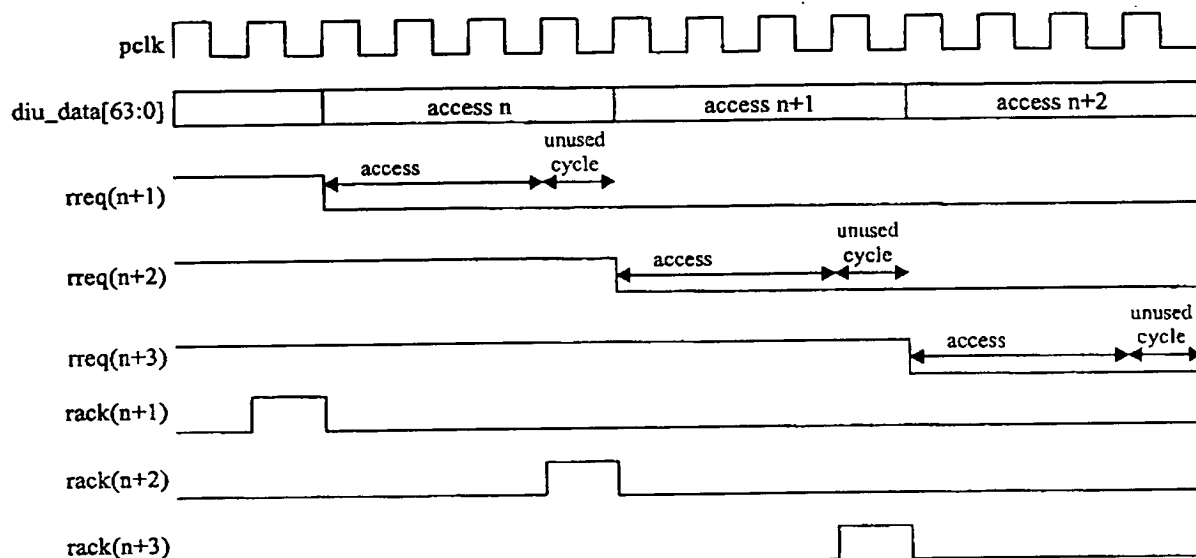 pclk
diu_data[63:0]
access n
access n+1
access n+2
rreq(n+1)
access
unused
cycle
rreq(n+2)
access
unused
cycle
rreq(n+3)
access
unused
cycle
rack(n+1)
rack(n+2)
rack(n+3)